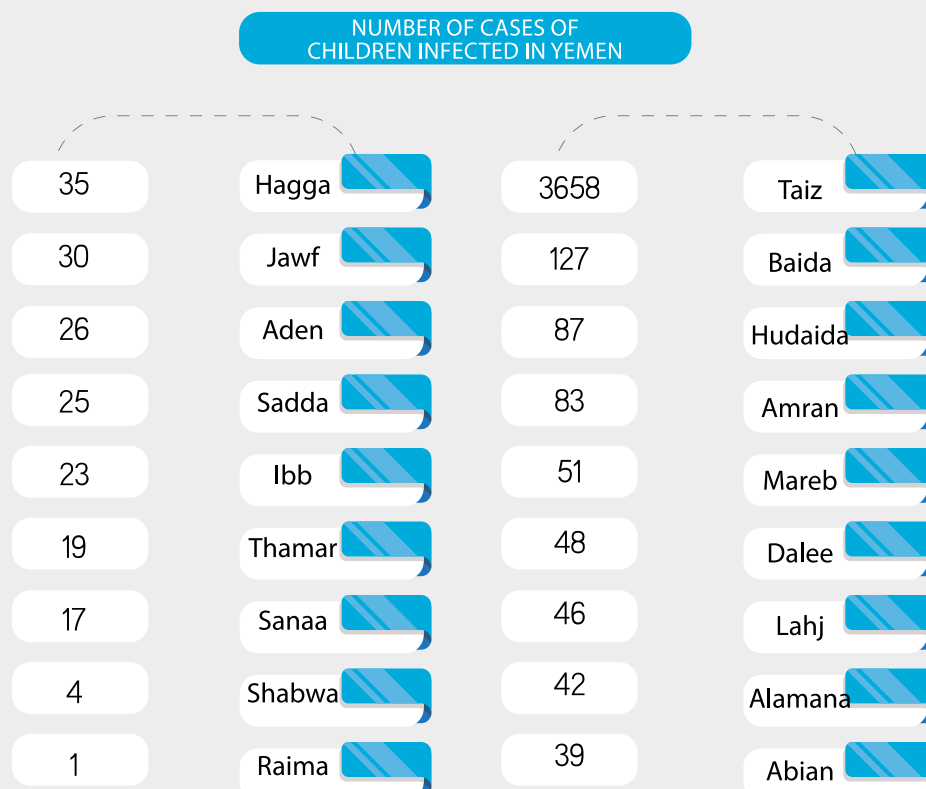 NUMBER OF CASES OF
CHILDREN INFECTED IN YEMEN
35 Hagga 3658 Taiz
30 Jawf 127 Baida
26 Aden 87 Hudaida
25 Sadda 83 Amran
23 Ibb 51 Mareb
19 Thamar 48 Dalee
17 Sanaa 46 Lahj
4 Shabwa 42 Alamana
1 Raima 39 Abian